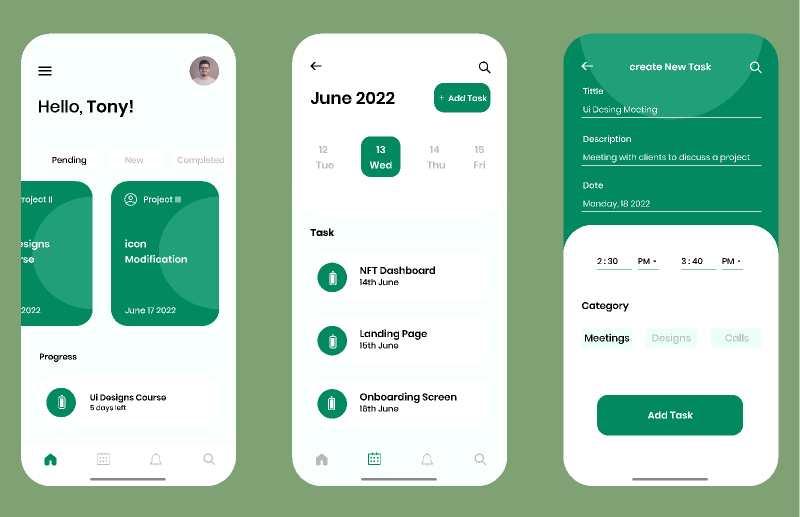 Hello, Tony!
Pending
New
Completed
roject II
esigns
rse
2022
Project III
icon
Modification
June 17 2022
Progress
Ui Designs Course
5 days left
June 2022
+ Add Task
12
Tue
13
Wed
14
Thu
15
Fri
Task
NFT Dashboard
14th June
Landing Page
15th June
Onboarding Screen
18th June
create New Task
Tittle
Ui Desing Meeting
Description
Meeting with clients to discuss a project
Date
Monday, 18 2022
2 : 30 PM 3 : 40 PM
Category
Meetings
Designs
Calls
Add Task